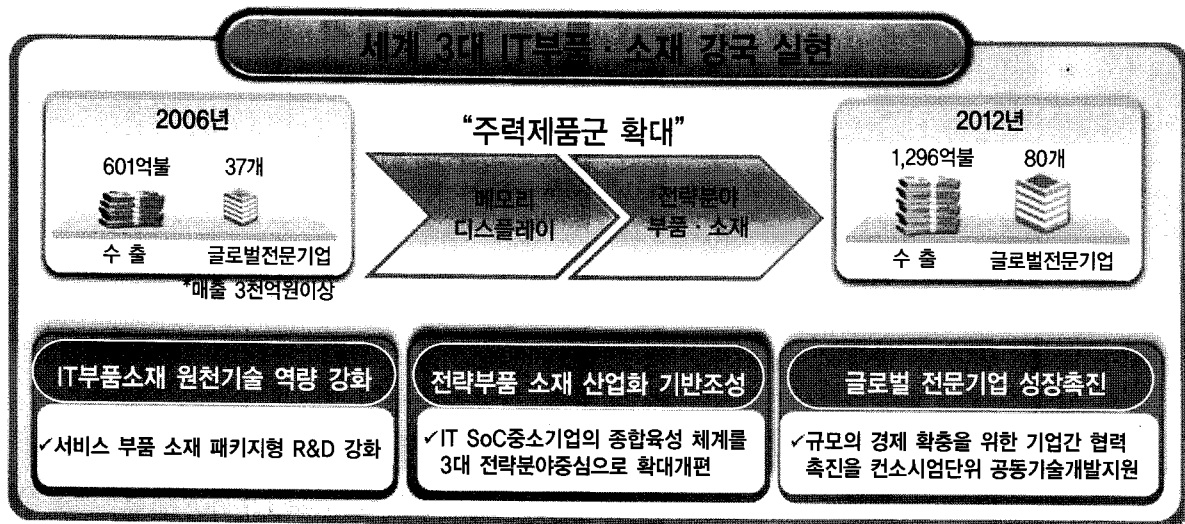 세계 3대 IT부품·소재 강국 실현
2006년
601억불
37개
수 출
글로벌전문기업
*매출 3천억원이상
“주력제품군 확대”
메모리
디스플레이
전략분야
부품·소재
2012년
1,296억불
80개
수 출
글로벌전문기업
IT부품소재 원천기술 역량 강화
✓서비스 부품 소재 패키지형 R&D 강화
전략부품 소재 산업화 기반조성
✓IT SoC중소기업의 종합육성 체계를
3대 전략분야중심으로 확대개편
글로벌 전문기업 성장촉진
✓규모의 경제 확충을 위한 기업간 협력
촉진을 컨소시엄단위 공동기술개발지원